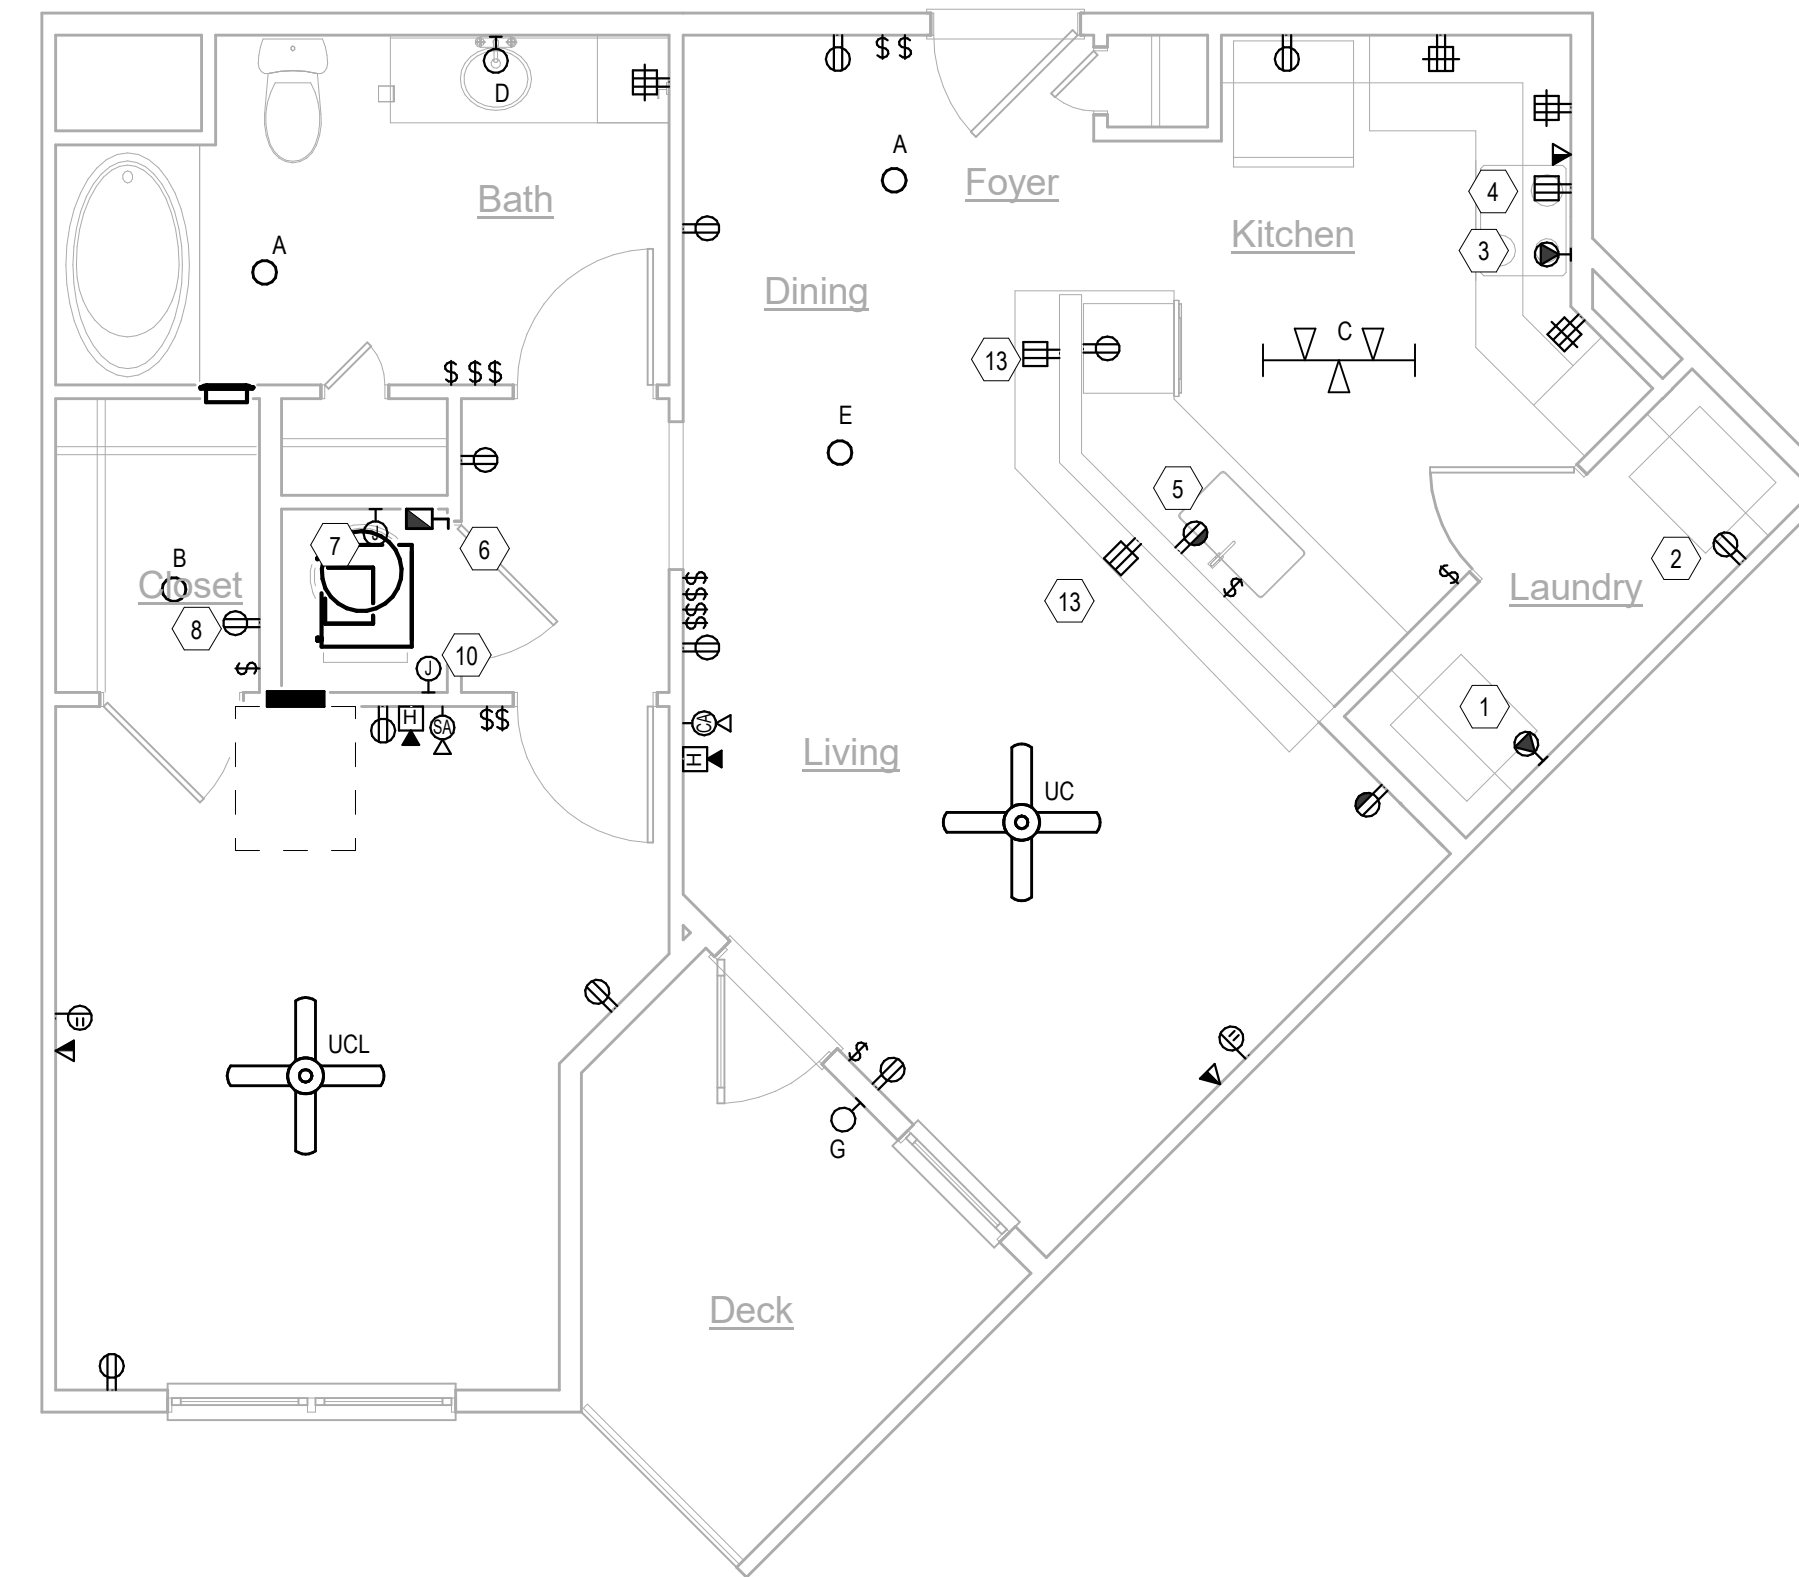 $ $
D
A
Foyer
Bath
4
Kitchen
A
3
Dining
C
13
$ $ $
E
5
J
7
6
2
B
Closet
$
$
$
$
$
$
$
Laundry
13
8
10
J
$
1
H
SA
$$
CA
Living
H
UC
UCL
$
G
Deck